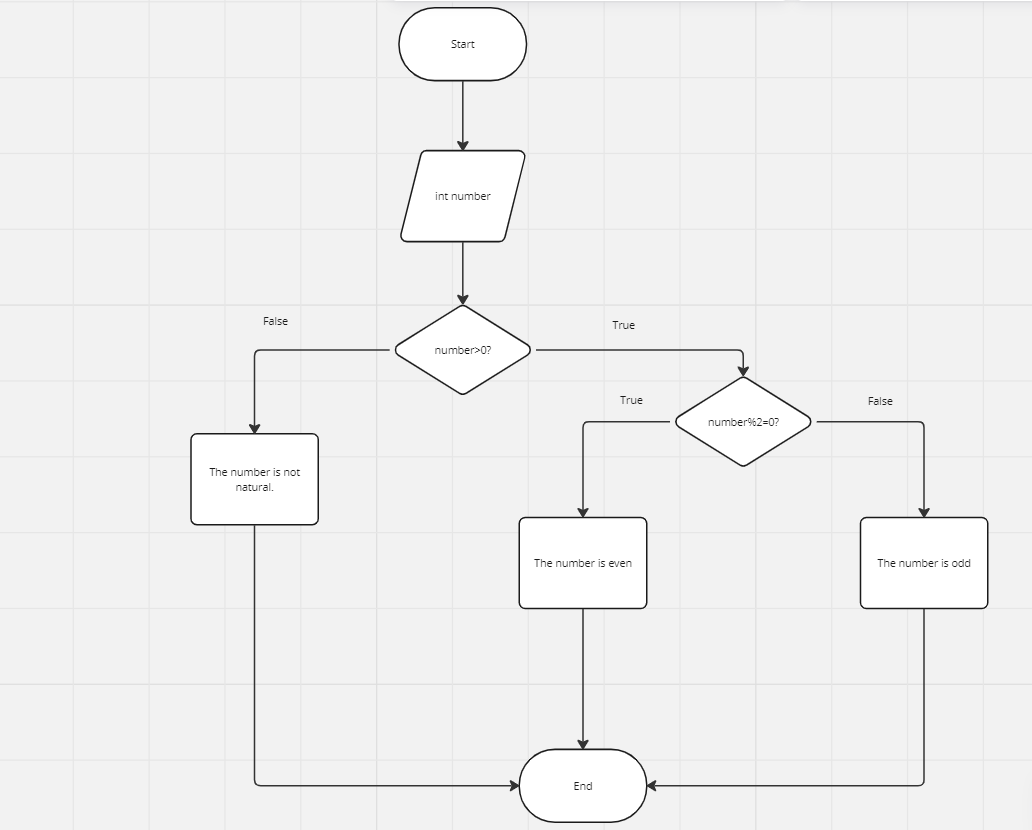 Start
int number
False
number>0?
True
True
number%2=0?
False
The number is not
natural.
The number is even
The number is odd
End